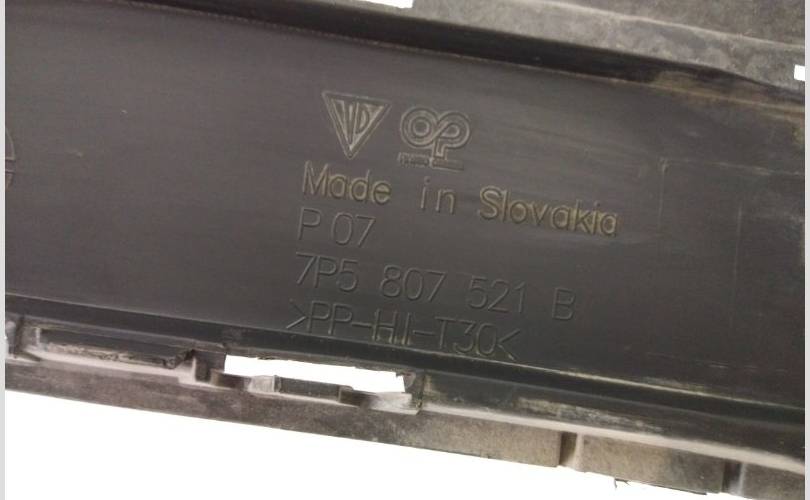 Made in Slovakia
P 07
7P5 807 521 B
>PP-HI-T30<